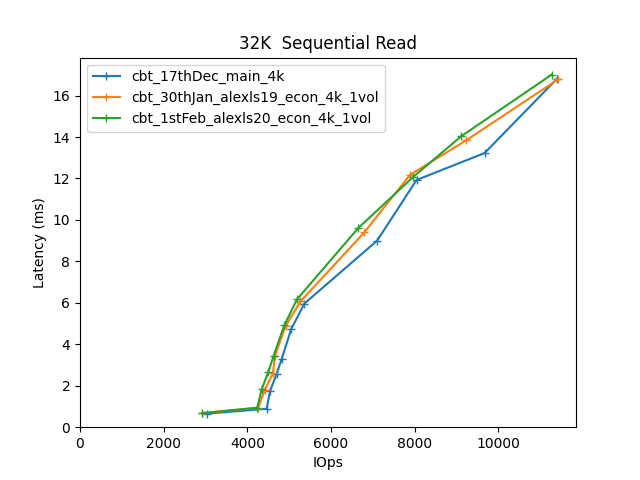 32K  Sequential Read
cbt_17thDec_main_4k
cbt_30thJan_alexls19_econ_4k_1vol
cbt_1stFeb_alexls20_econ_4k_1vol
Latency (ms)
16
14
12
10
8
6
4
2
0
0 2000 4000 6000 8000 10000
IOps